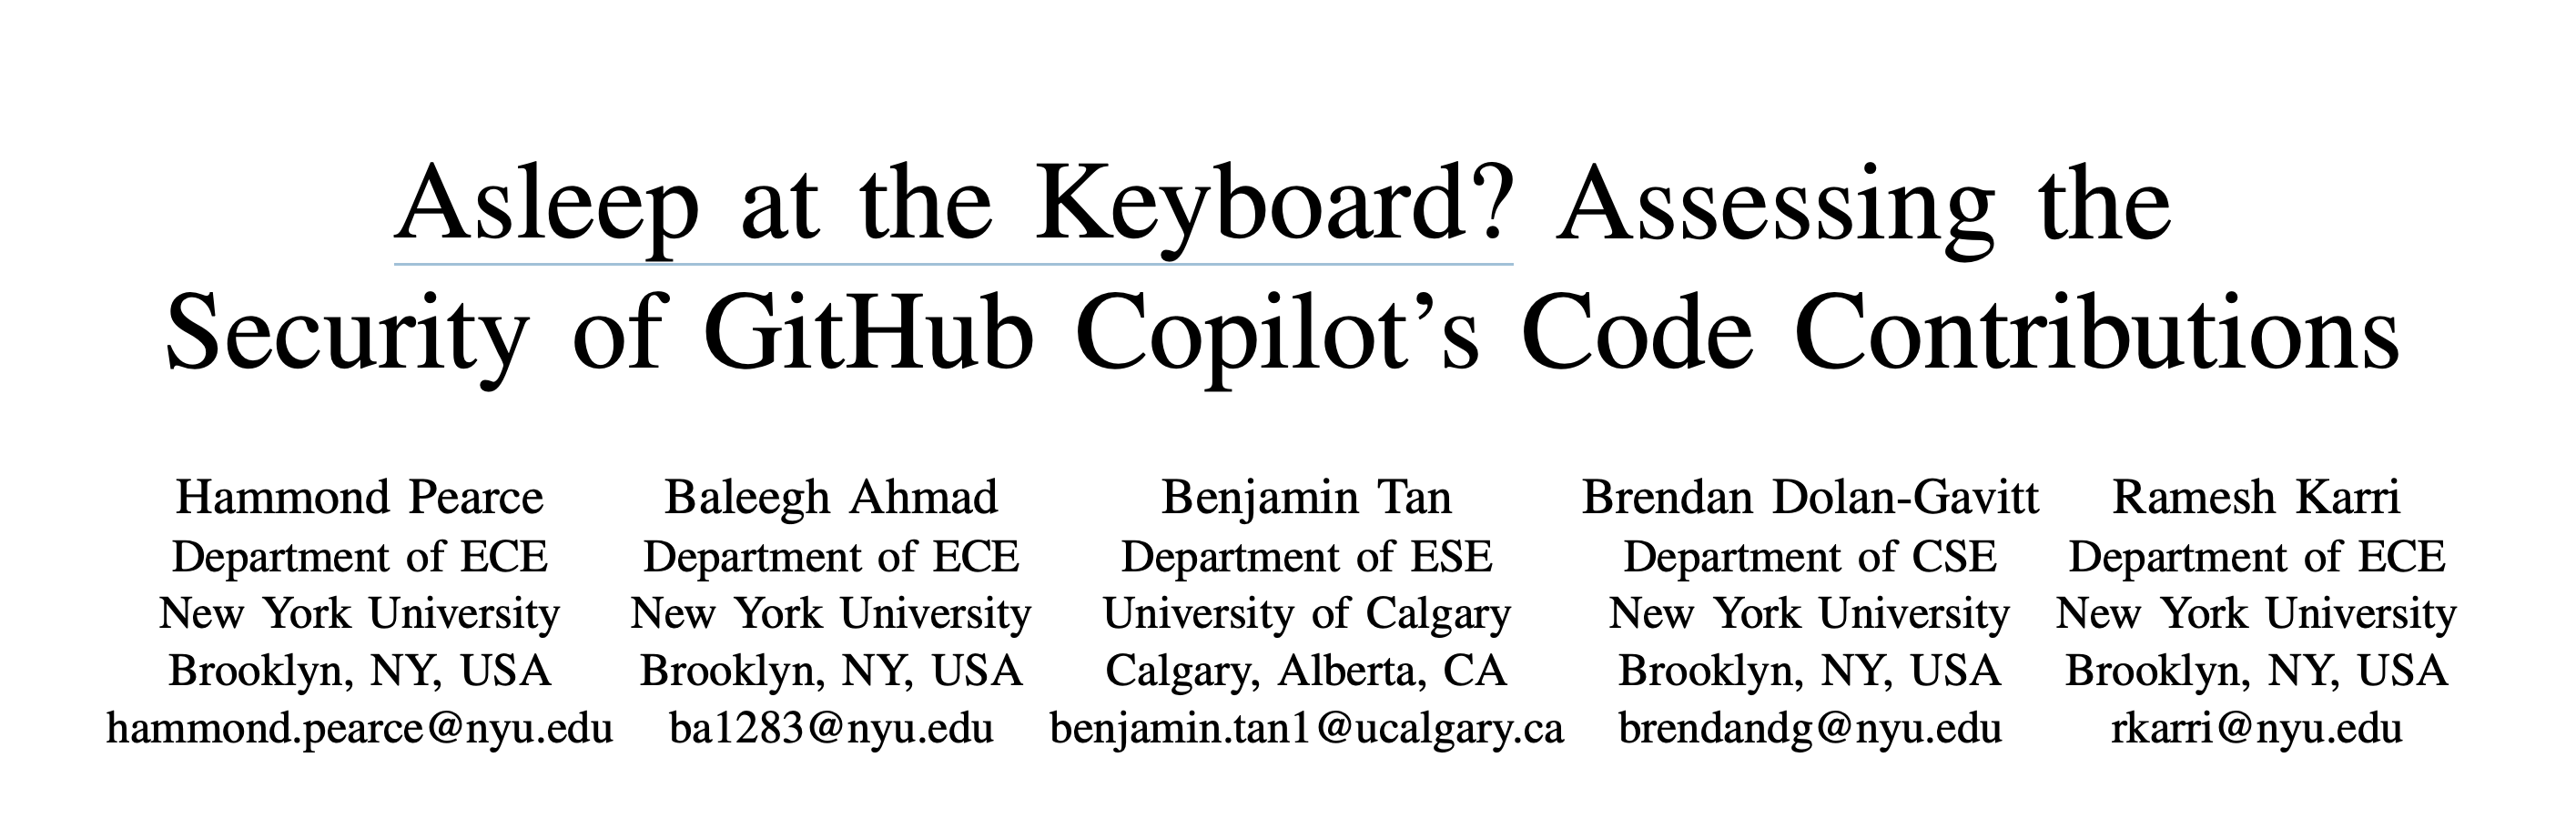 Asleep at the Keyboard? Assessing the
Security of GitHub Copilot’s Code Contributions
Hammond Pearce
Department of ECE
New York University
Brooklyn, NY, USA
hammond.pearce@nyu.edu
Baleegh Ahmad
Department of ECE
New York University
Brooklyn, NY, USA
ba1283@nyu.edu
Benjamin Tan
Department of ESE
University of Calgary
Calgary, Alberta, CA
benjamin.tan1@ucalgary.ca
Brendan Dolan-Gavitt
Department of CSE
New York University
Brooklyn, NY, USA
brendandg@nyu.edu
Ramesh Karri
Department of ECE
New York University
Brooklyn, NY, USA
rkarri@nyu.edu